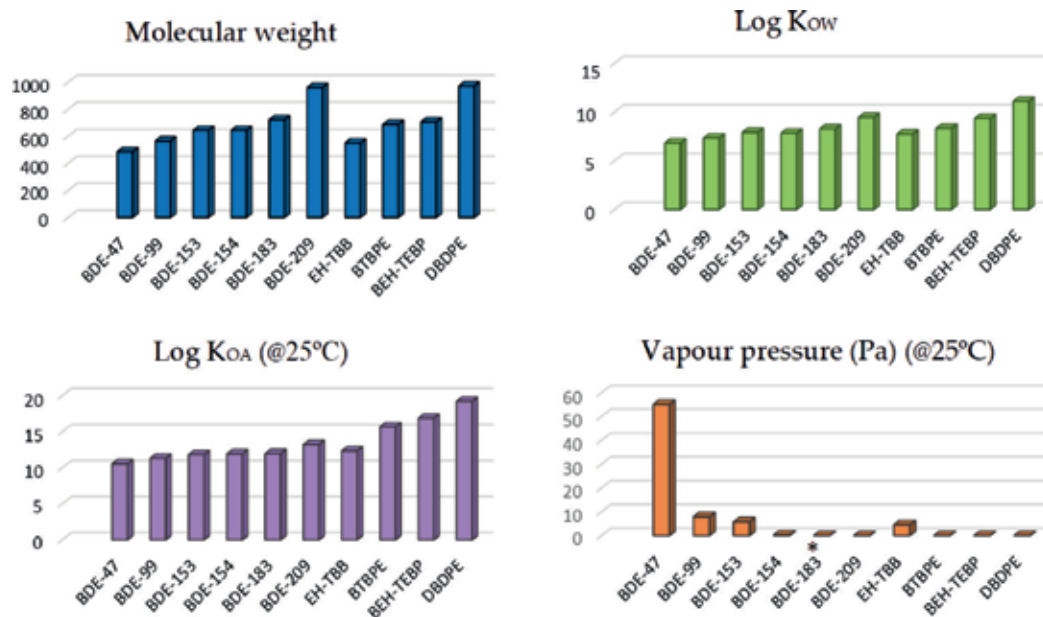 Molecular weight
1000
800
600
400
200
0
BDE-47
BDE-99
BDE-153
BDE-154
BDE-183
BDE-209
EH-TBB
BTBPE
BEH-TEBP
DBDPE
Log KOW
15
10
5
0
BDE-47
BDE-99
BDE-153
BDE-154
BDE-183
BDE-209
EH-TBB
BTBPE
BEH-TEBP
DBDPE
Log KOA (@25ºC)
20
15
10
5
0
BDE-47
BDE-99
BDE-153
BDE-154
BDE-183
BDE-209
EH-TBB
BTBPE
BEH-TEBP
DBDPE
Vapour pressure (Pa) (@25ºC)
60
50
40
30
20
10
0
*
BDE-47
BDE-99
BDE-153
BDE-154
BDE-183
BDE-209
EH-TBB
BTBPE
BEH-TEBP
DBDPE